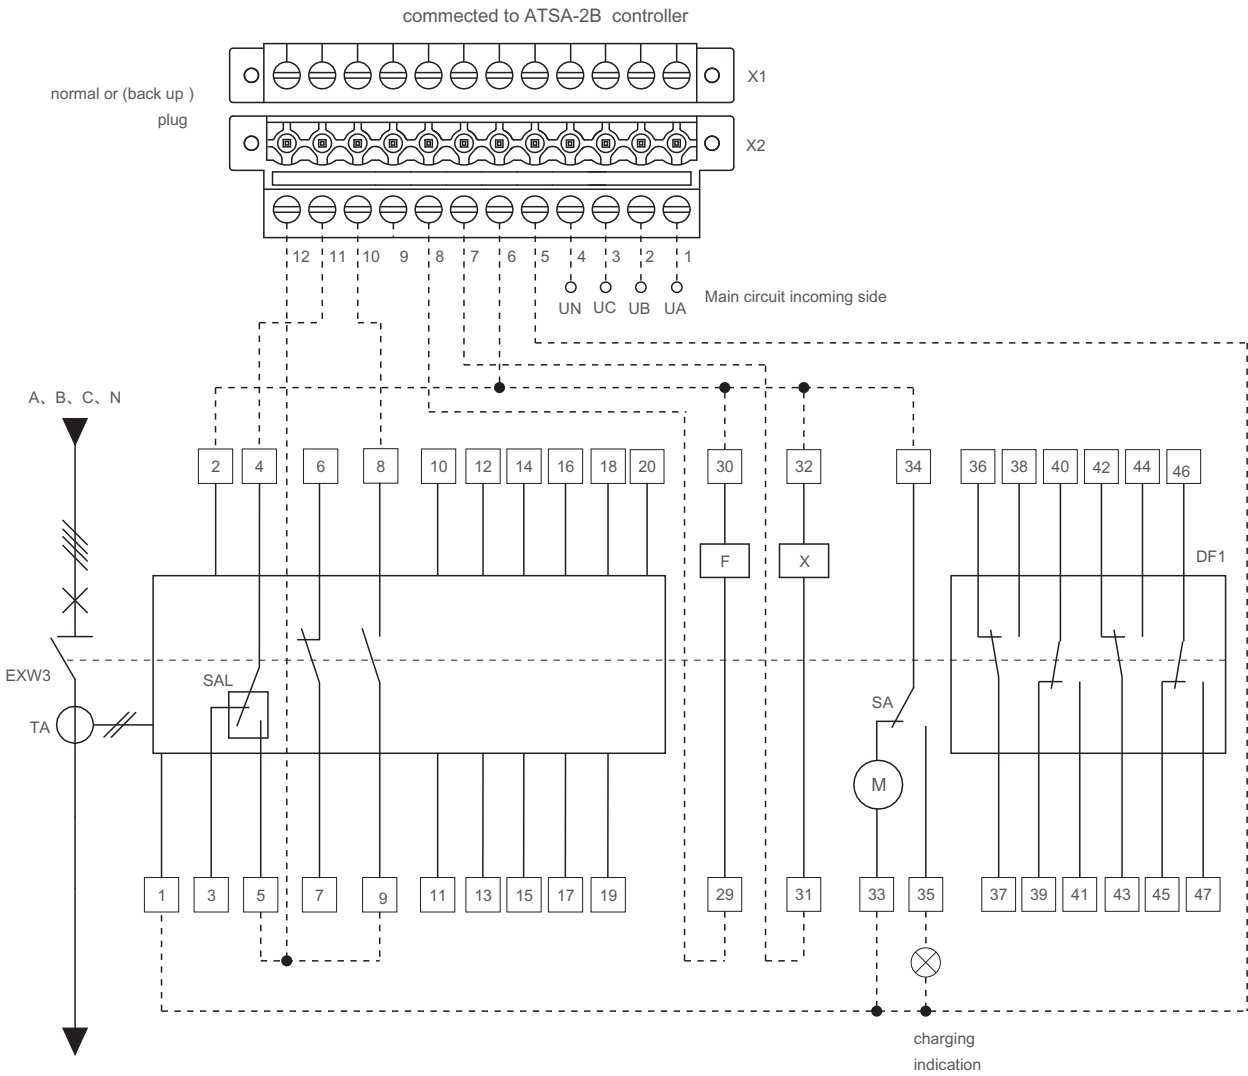 commected to ATSA-2B controller
X1
normal or (back up )
plug
X2
12 11 10 9 8 7 6 5 4 3 2 1
UN UC UB UA
Main circuit incoming side
A、B、C、N
2 4 6 8 10 12 14 16 18 20 30 32 34 36 38 40 42 44 46
F X DF1
EXW3
SAL
SA
TA
M
1 3 5 7 9 11 13 15 17 19 29 31 33 35 37 39 41 43 45 47
charging
indication